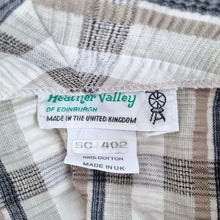 Heather Valley
OF EDINBURGH
MADE IN THE UNITED KINGDOM
SC 402
100% COTTON
MADE IN UK